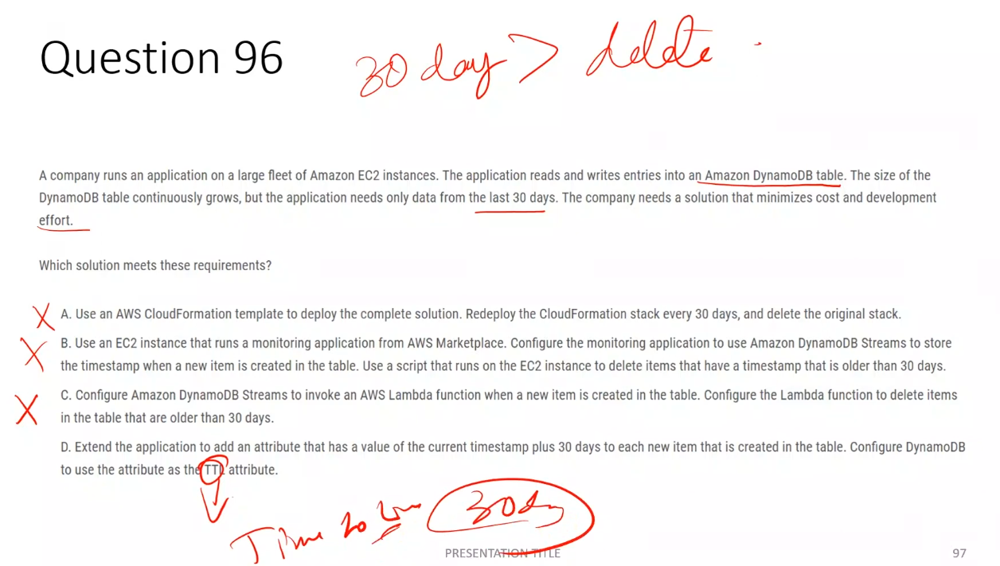 Question 96
30 day > delete
A company runs an application on a large fleet of Amazon EC2 instances. The application reads and writes entries into an Amazon DynamoDB table. The size of the
DynamoDB table continuously grows, but the application needs only data from the last 30 days. The company needs a solution that minimizes cost and development
effort.
Which solution meets these requirements?
X A. Use an AWS CloudFormation template to deploy the complete solution. Redeploy the CloudFormation stack every 30 days, and delete the original stack.
X B. Use an EC2 instance that runs a monitoring application from AWS Marketplace. Configure the monitoring application to use Amazon DynamoDB Streams to store
the timestamp when a new item is created in the table. Use a script that runs on the EC2 instance to delete items that have a timestamp that is older than 30 days.
X C. Configure Amazon DynamoDB Streams to invoke an AWS Lambda function when a new item is created in the table. Configure the Lambda function to delete items
in the table that are older than 30 days.
D. Extend the application to add an attribute that has a value of the current timestamp plus 30 days to each new item that is created in the table. Configure DynamoDB
to use the attribute as the TTL attribute.
Time to 30 day
PRESENTATION TITLE
97